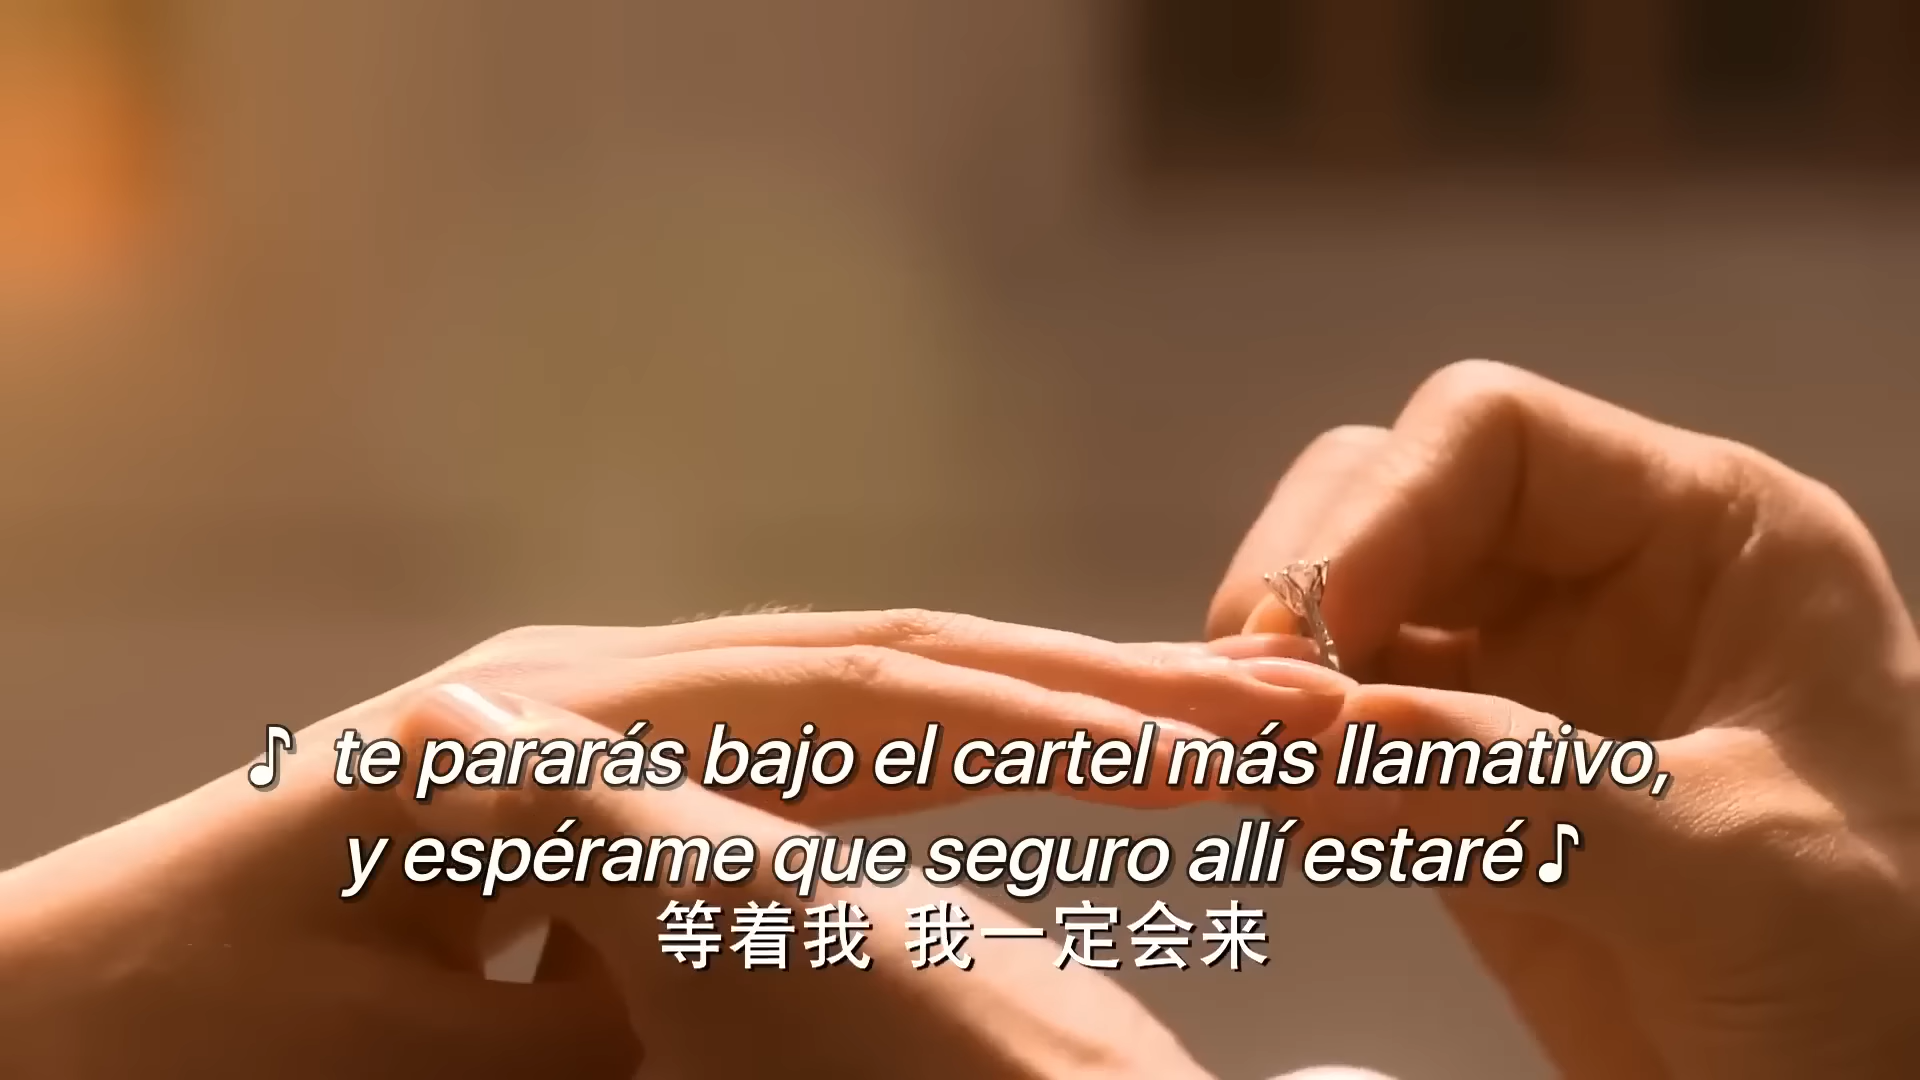 ♪ te pararás bajo el cartel más llamativo,
y espérame que seguro allí estaré♪
等着我 我一定会来